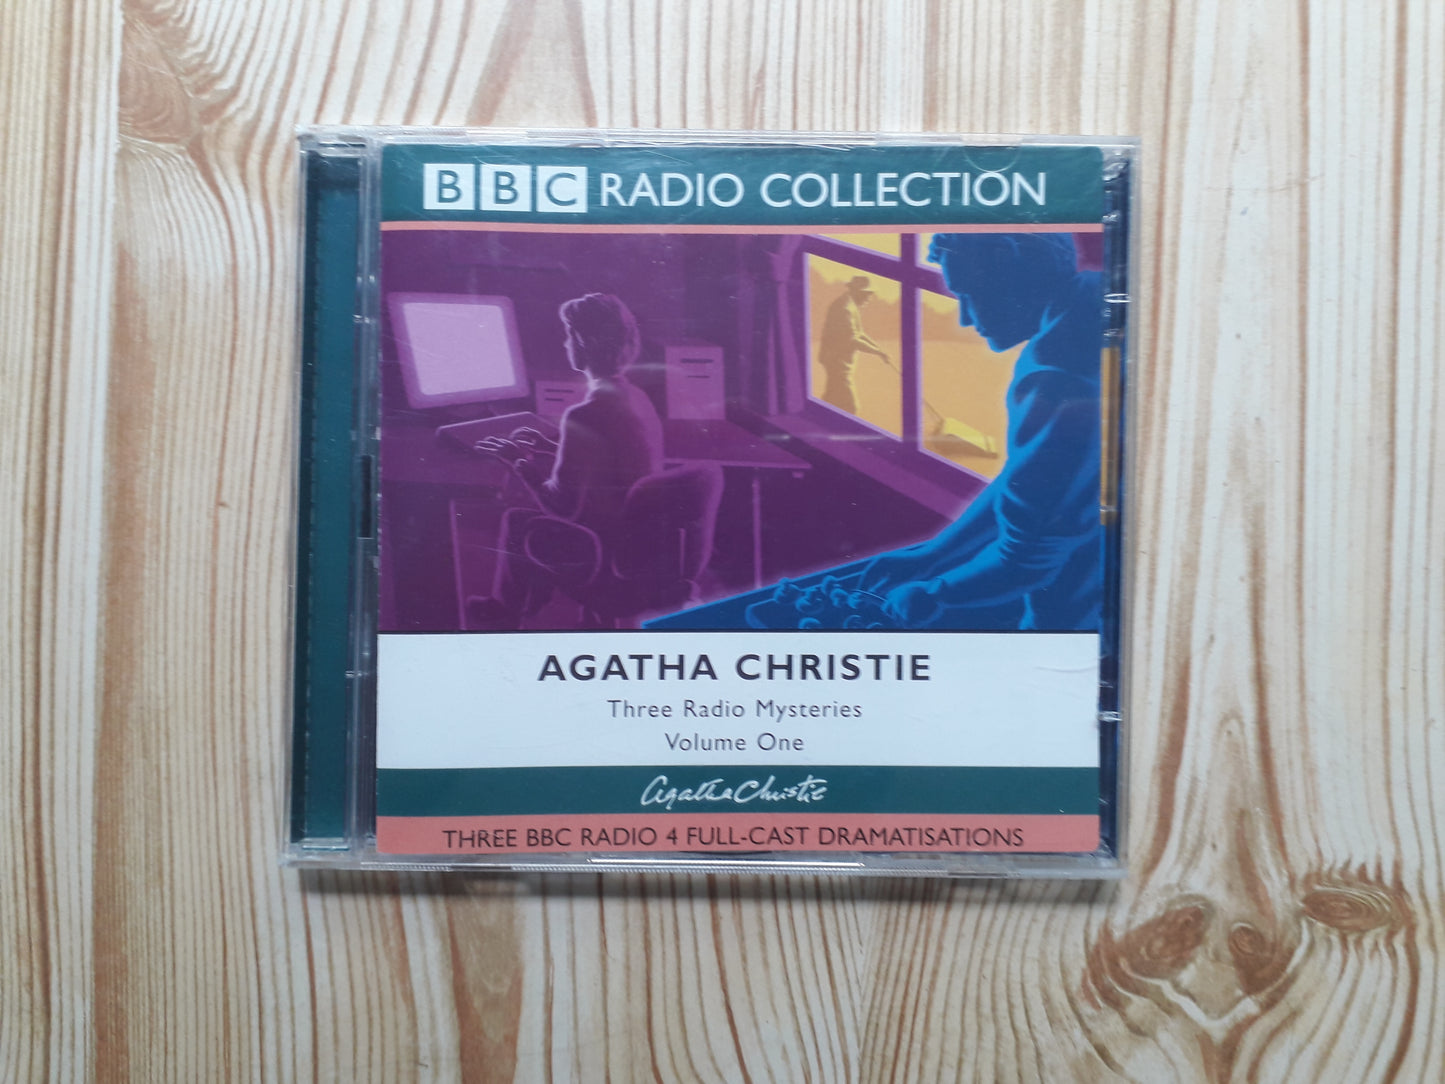 BBC RADIO COLLECTION
AGATHA CHRISTIE
Three Radio Mysteries
Volume One
Agatha Christie
THREE BBC RADIO 4 FULL-CAST DRAMATISATIONS